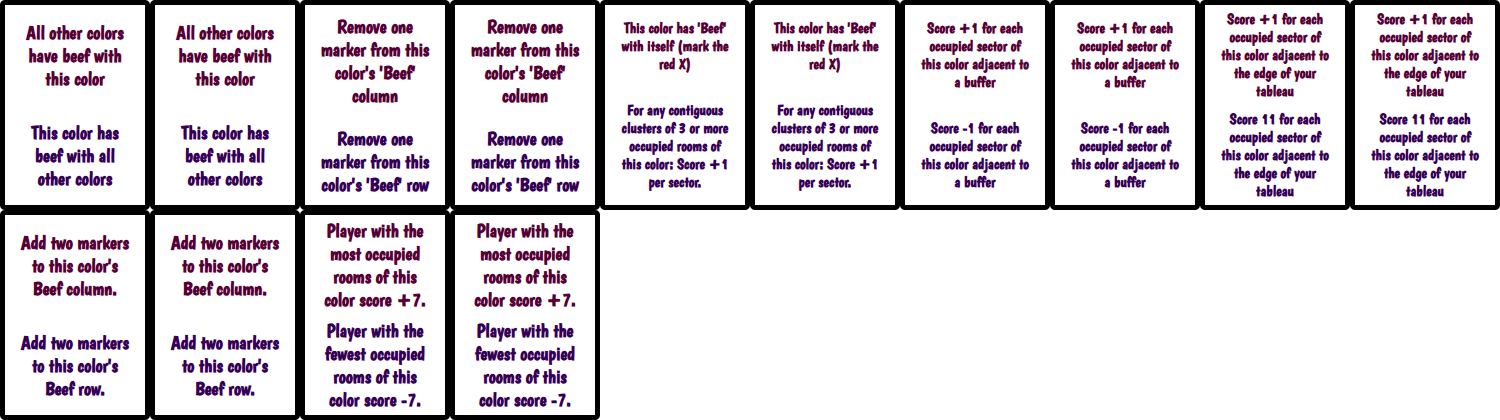 All other colors
have beef with
this color
This color has
beef with all
other colors
All other colors
have beef with
this color
This color has
beef with all
other colors
Remove one
marker from this
color's 'Beef'
column
Remove one
marker from this
color's 'Beef' row
Remove one
marker from this
color's 'Beef'
column
Remove one
marker from this
color's 'Beef' row
This color has 'Beef'
with itself (mark the
red X)
For any contiguous
clusters of 3 or more
occupied rooms of
this color: Score +1
per sector.
This color has 'Beef'
with itself (mark the
red X)
For any contiguous
clusters of 3 or more
occupied rooms of
this color: Score +1
per sector.
Score +1 for each
occupied sector of
this color adjacent to
a buffer
Score -1 for each
occupied sector of
this color adjacent to
a buffer
Score +1 for each
occupied sector of
this color adjacent to
a buffer
Score -1 for each
occupied sector of
this color adjacent to
a buffer
Score +1 for each
occupied sector of
this color adjacent to
the edge of your
tableau
Score 11 for each
occupied sector of
this color adjacent to
the edge of your
tableau
Score +1 for each
occupied sector of
this color adjacent to
the edge of your
tableau
Score 11 for each
occupied sector of
this color adjacent to
the edge of your
tableau
Add two markers
to this color's
Beef column.
Add two markers
to this color's
Beef row.
Add two markers
to this color's
Beef column.
Add two markers
to this color's
Beef row.
Player with the
most occupied
rooms of this
color score +7.
Player with the
fewest occupied
rooms of this
color score -7.
Player with the
most occupied
rooms of this
color score +7.
Player with the
fewest occupied
rooms of this
color score -7.